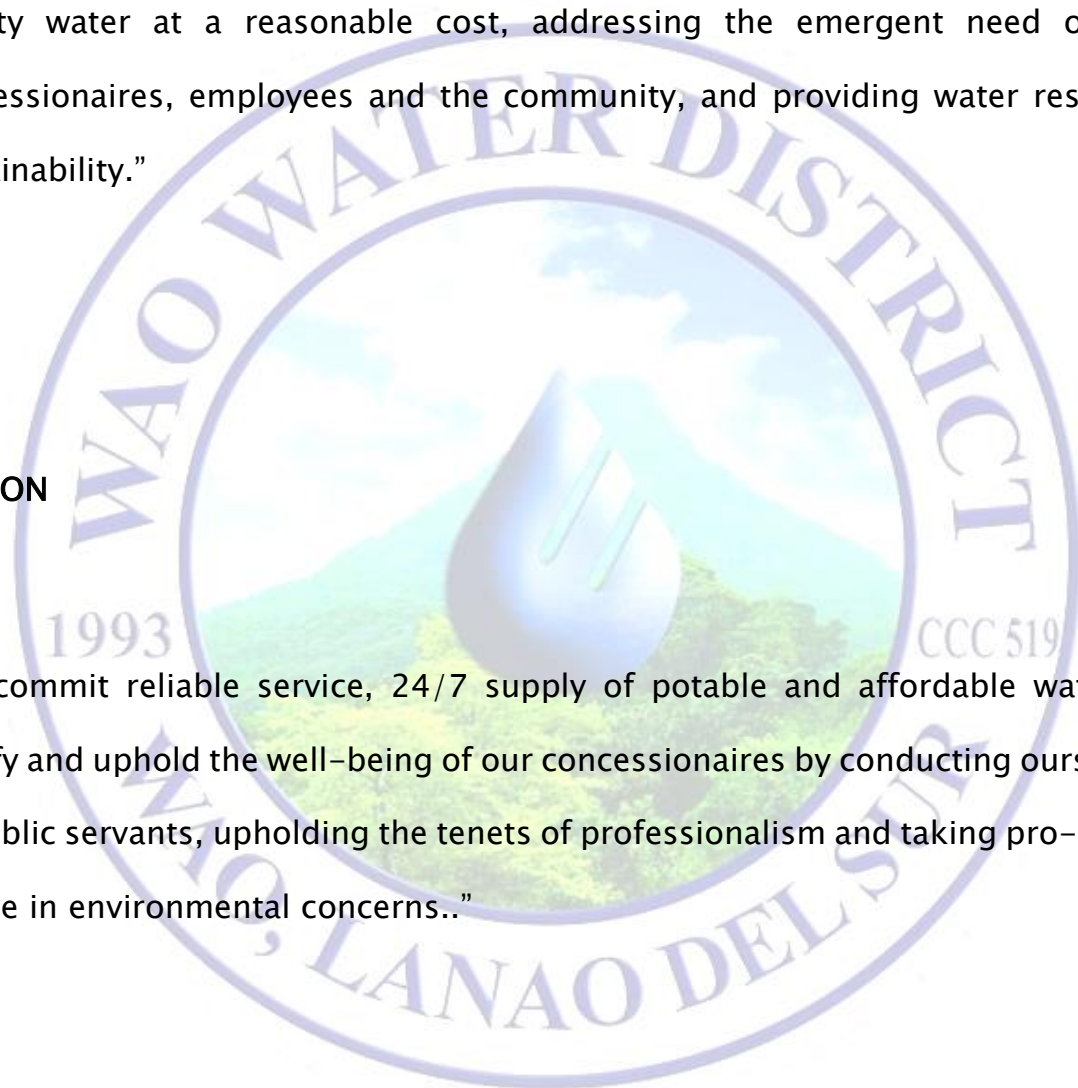 ty water at a reasonable cost, addressing the emergent need o
essionaires, employees and the community, and providing water res
inability.”
ON
commit reliable service, 24/7 supply of potable and affordable wat
fy and uphold the well-being of our concessionaires by conducting ours
blic servants, upholding the tenets of professionalism and taking pro-
e in environmental concerns..”
WAO WATER DISTRICT
1993
CCC 519
WAO, LANAO DEL SUR